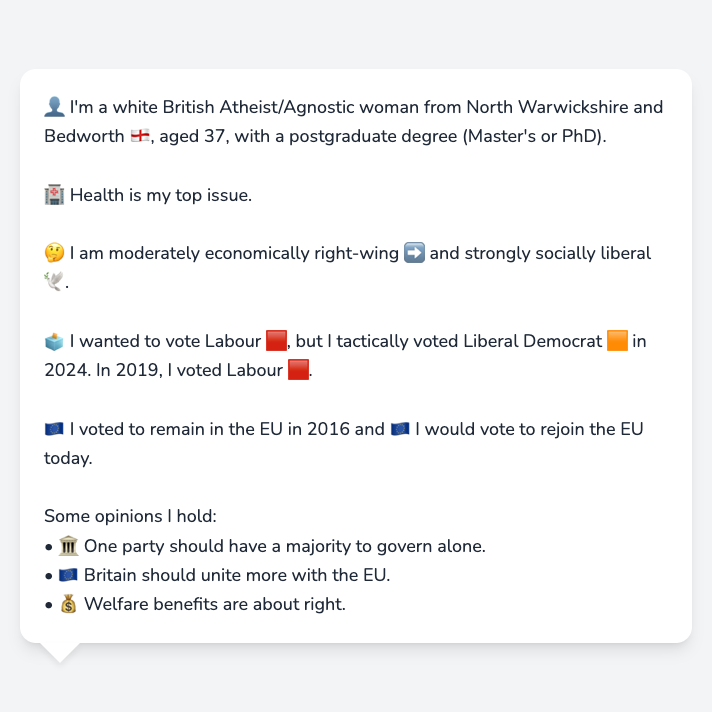 👤 I'm a white British Atheist/Agnostic woman from North Warwickshire and
Bedworth 🏴󠁧󠁢󠁥󠁮󠁧󠁿, aged 37, with a postgraduate degree (Master's or PhD).
🏥 Health is my top issue.
🤔 I am moderately economically right-wing ➡️ and strongly socially liberal
🕊️.
🗳️ I wanted to vote Labour 🟥, but I tactically voted Liberal Democrat 🟧 in
2024. In 2019, I voted Labour 🟥.
🇪🇺 I voted to remain in the EU in 2016 and 🇪🇺 I would vote to rejoin the EU
today.
Some opinions I hold:
• 🏛️ One party should have a majority to govern alone.
• 🇪🇺 Britain should unite more with the EU.
• 💰 Welfare benefits are about right.